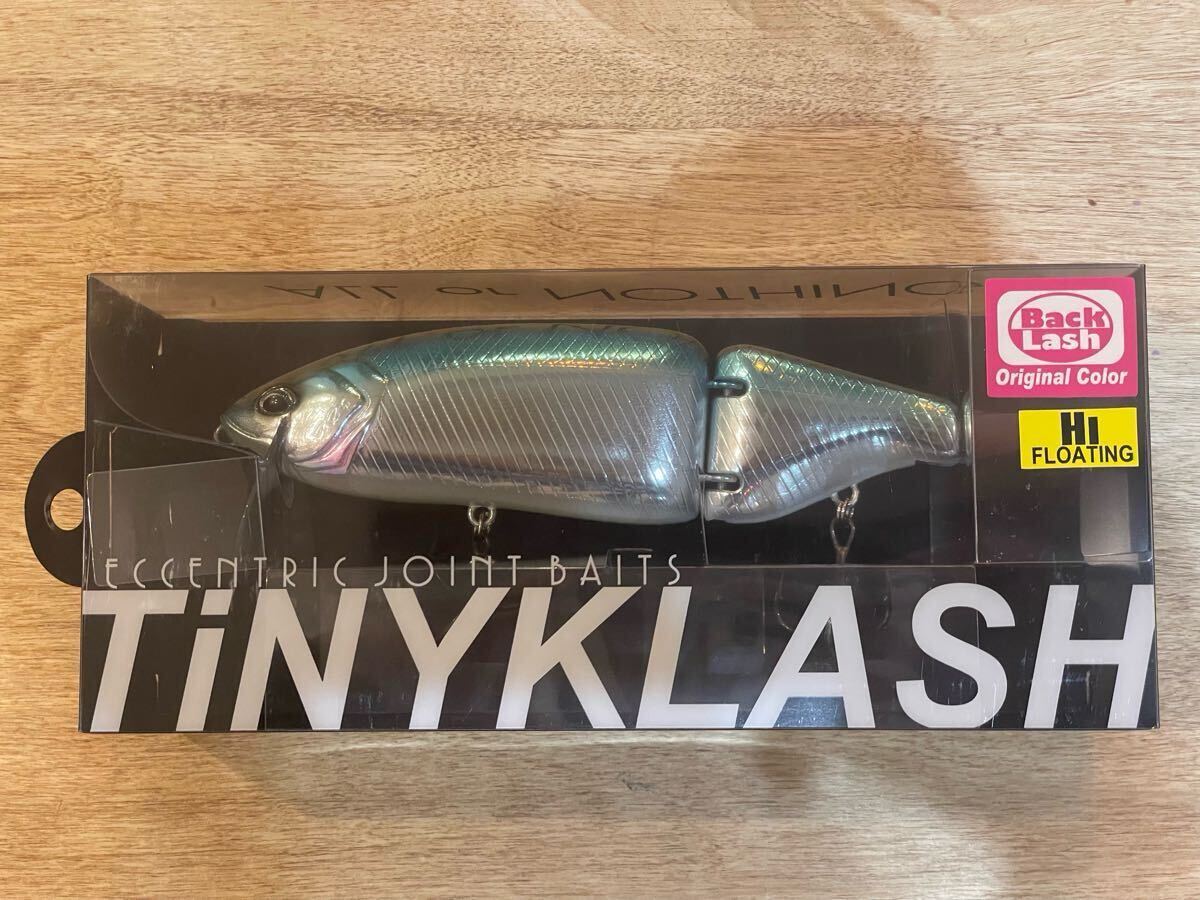 ALL or NOTHING
Back
Lash
Original Color
Hi
FLOATING
ECCENTRIC JOINT BAITS
TiNYKLASH